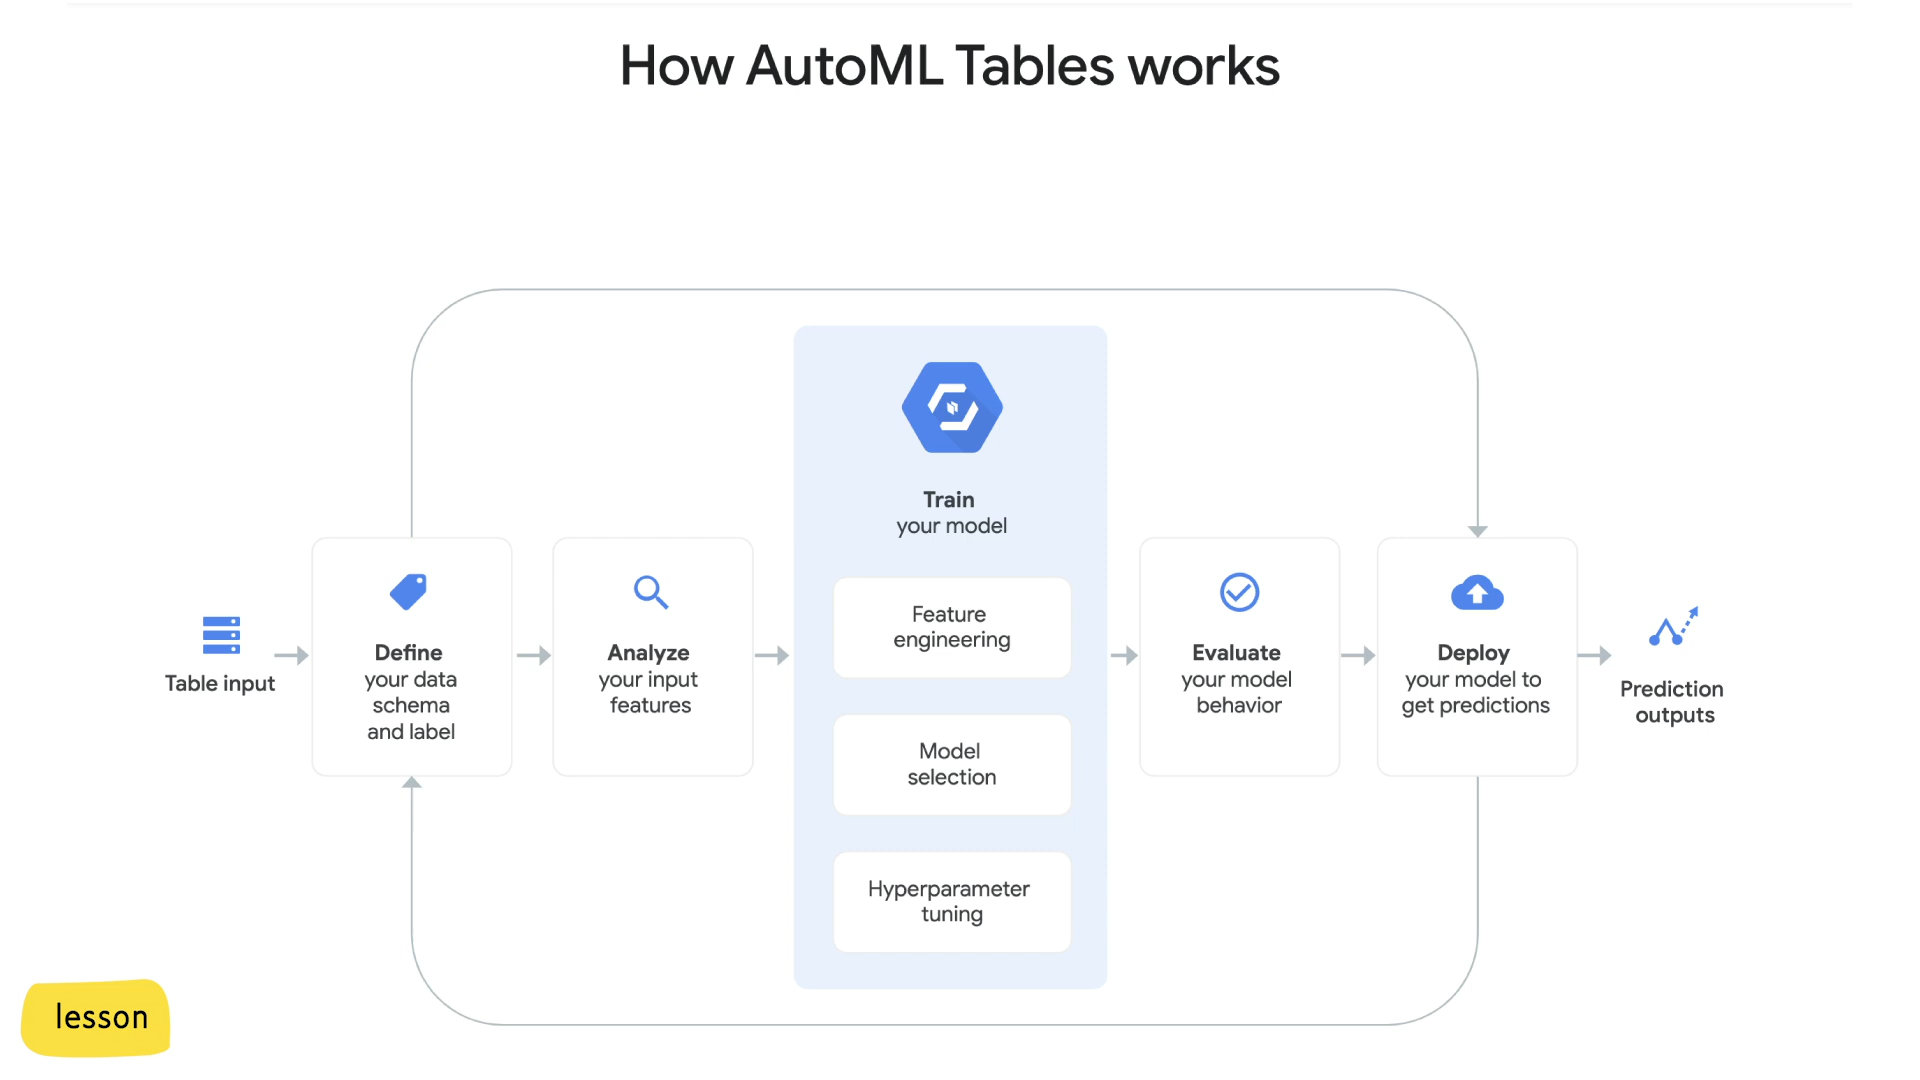 How AutoML Tables works
Table input
Define
your data
schema
and label
Analyze
your input
features
Train
your model
Feature
engineering
Model
selection
Hyperparameter
tuning
Evaluate
your model
behavior
Deploy
your model to
get predictions
Prediction
outputs
lesson